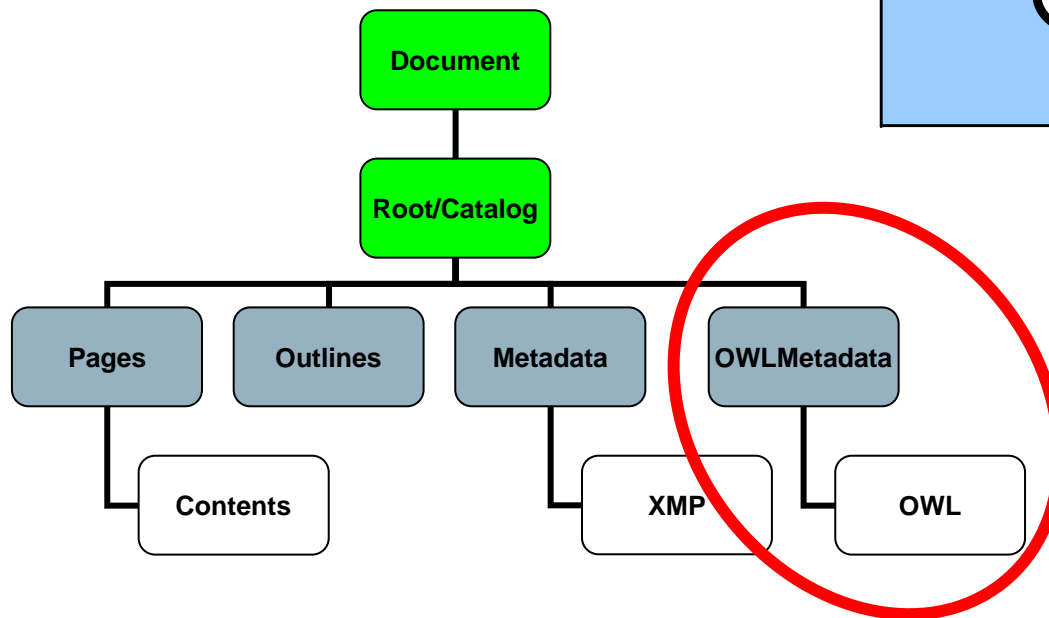 Document
Root/Catalog
Pages
Outlines
Metadata
OWLMetadata
Contents
XMP
OWL